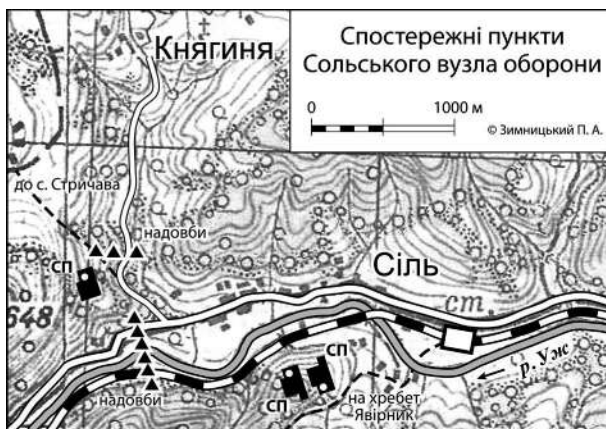 Княгиня
Спостережні пункти
Сольського вузла оборони
0 1000 м
© Зимницький П. А.
до с. Стричава
надовби
сп
Сіль
648
ст
р. Уж
сп
сп
на хребет
Явірник
надовби